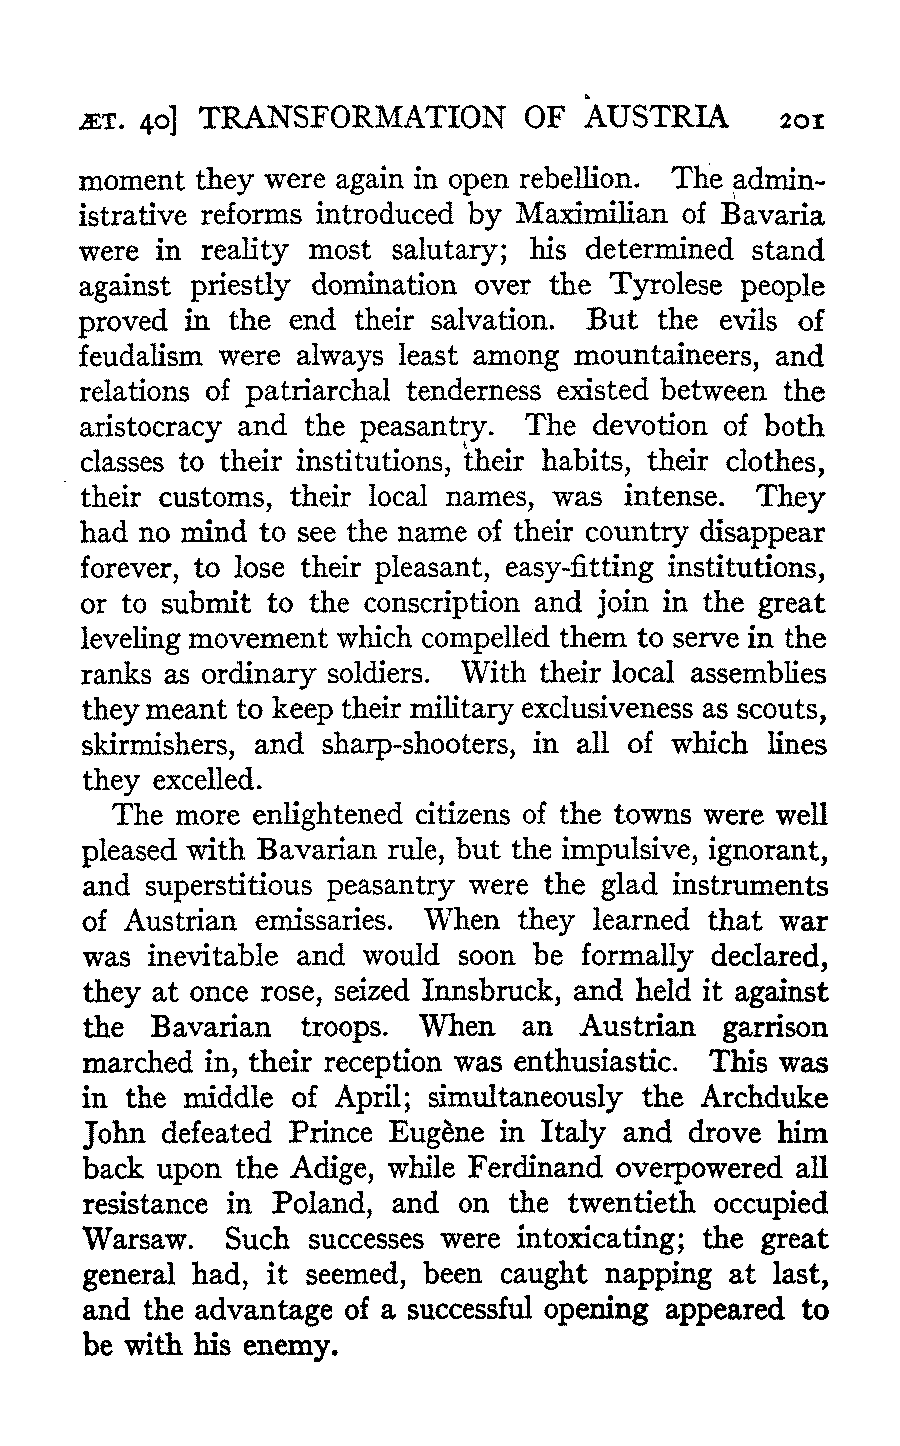 ÆT. 40] TRANSFORMATION OF AUSTRIA 201
moment they were again in open rebellion. The admin-
istrative reforms introduced by Maximilian of Bavaria
were in reality most salutary; his determined stand
against priestly domination over the Tyrolese people
proved in the end their salvation. But the evils of
feudalism were always least among mountaineers, and
relations of patriarchal tenderness existed between the
aristocracy and the peasantry. The devotion of both
classes to their institutions, their habits, their clothes,
their customs, their local names, was intense. They
had no mind to see the name of their country disappear
forever, to lose their pleasant, easy-fitting institutions,
or to submit to the conscription and join in the great
leveling movement which compelled them to serve in the
ranks as ordinary soldiers. With their local assemblies
they meant to keep their military exclusiveness as scouts,
skirmishers, and sharp-shooters, in all of which lines
they excelled.
The more enlightened citizens of the towns were well
pleased with Bavarian rule, but the impulsive, ignorant,
and superstitious peasantry were the glad instruments
of Austrian emissaries. When they learned that war
was inevitable and would soon be formally declared,
they at once rose, seized Innsbruck, and held it against
the Bavarian troops. When an Austrian garrison
marched in, their reception was enthusiastic. This was
in the middle of April; simultaneously the Archduke
John defeated Prince Eugène in Italy and drove him
back upon the Adige, while Ferdinand overpowered all
resistance in Poland, and on the twentieth occupied
Warsaw. Such successes were intoxicating; the great
general had, it seemed, been caught napping at last,
and the advantage of a successful opening appeared to
be with his enemy.